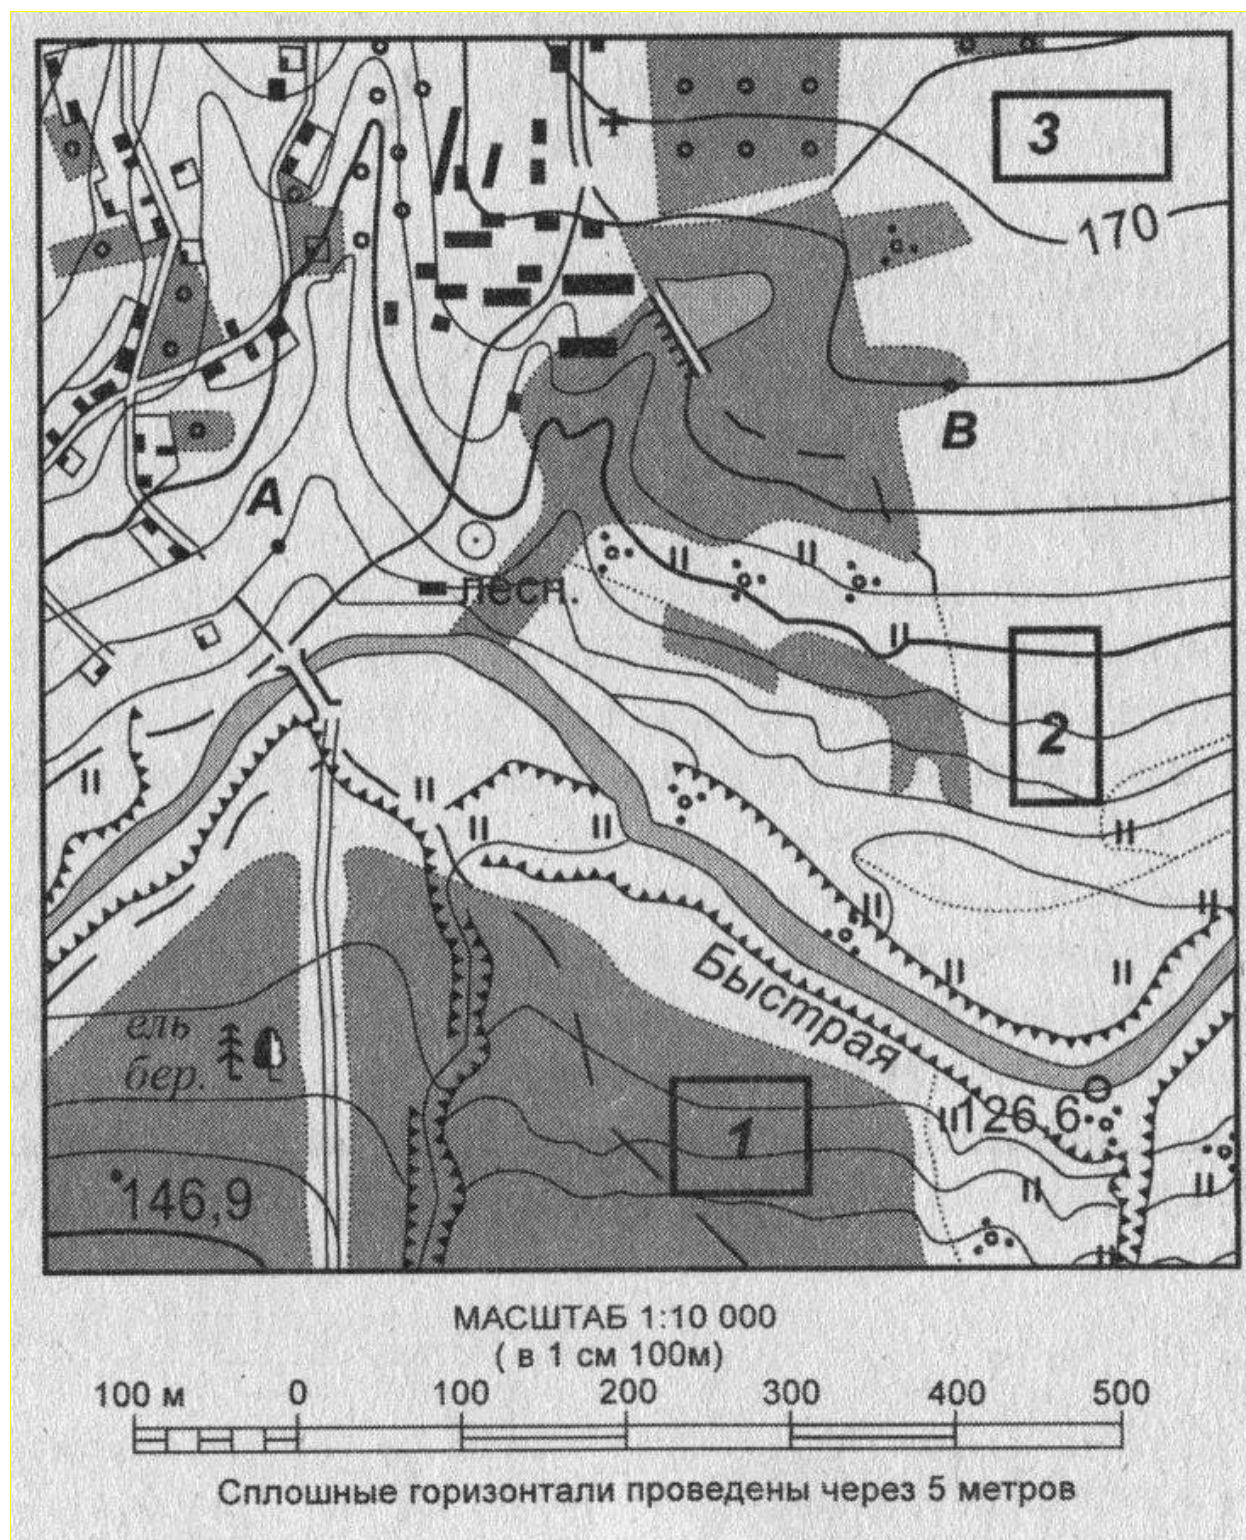 3
170
В
А
лесн.
2
Быстрая
ель
бер.
126,6
1
146,9
МАСШТАБ 1:10 000
( в 1 см 100м)
100 м 0 100 200 300 400 500
Сплошные горизонтали проведены через 5 метров